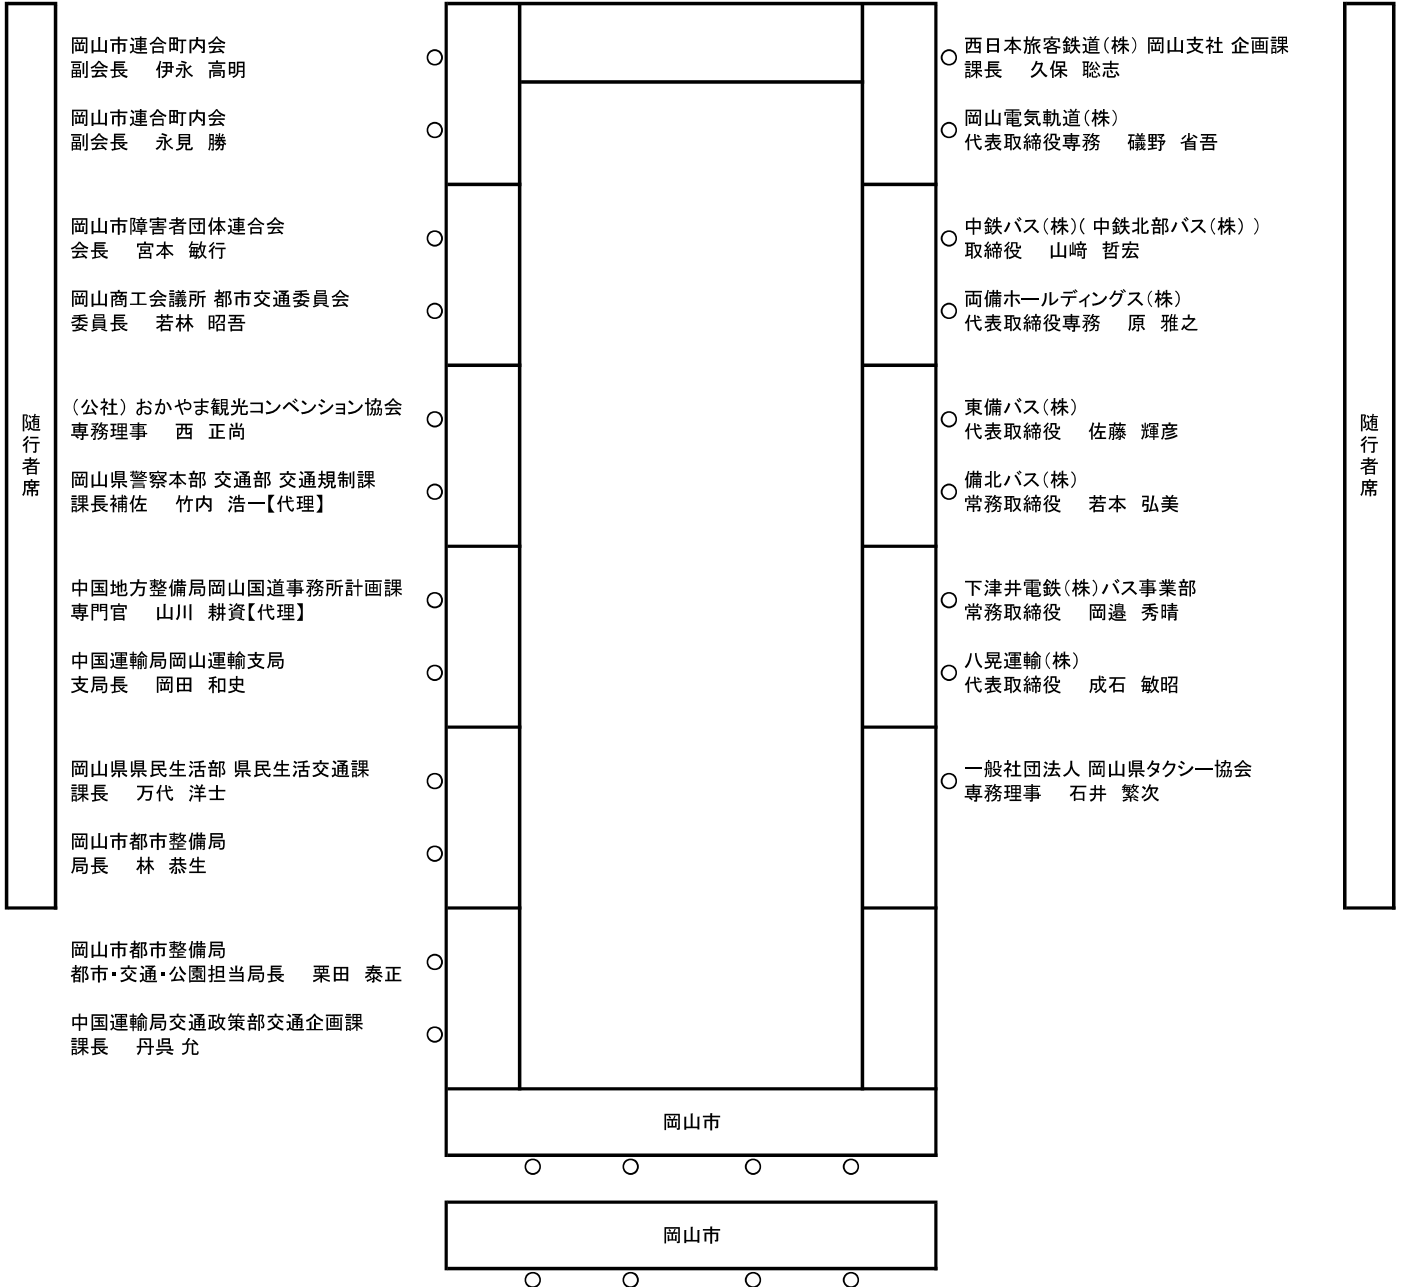 岡山市連合町内会
副会長　伊永 高明
岡山市連合町内会
副会長　永見 勝
岡山市障害者団体連合会
会長　宮本 敏行
岡山商工会議所 都市交通委員会
委員長　若林 昭吾
（公社）おかやま観光コンベンション協会
専務理事　西 正尚
岡山県警察本部 交通部 交通規制課
課長補佐　竹内 浩一【代理】
中国地方整備局岡山国道事務所計画課
専門官　山川 耕資【代理】
中国運輸局岡山運輸支局
支局長　岡田 和史
岡山県県民生活部 県民生活交通課
課長　万代 洋士
岡山市都市整備局
局長　林 恭生
岡山市都市整備局
都市・交通・公園担当局長　栗田 泰正
中国運輸局交通政策部交通企画課
課長　丹呉 允
西日本旅客鉄道（株） 岡山支社 企画課
課長　久保 聡志
岡山電気軌道（株）
代表取締役専務　礒野 省吾
中鉄バス（株）（ 中鉄北部バス（株） ）
取締役　山﨑 哲宏
両備ホールディングス（株）
代表取締役専務　原 雅之
東備バス（株）
代表取締役　佐藤 輝彦
備北バス（株）
常務取締役　若本 弘美
下津井電鉄（株）バス事業部
常務取締役　岡邉 秀晴
八晃運輸（株）
代表取締役　成石 敏昭
一般社団法人 岡山県タクシー協会
専務理事　石井 繁次
随行者席
随行者席
岡山市
岡山市